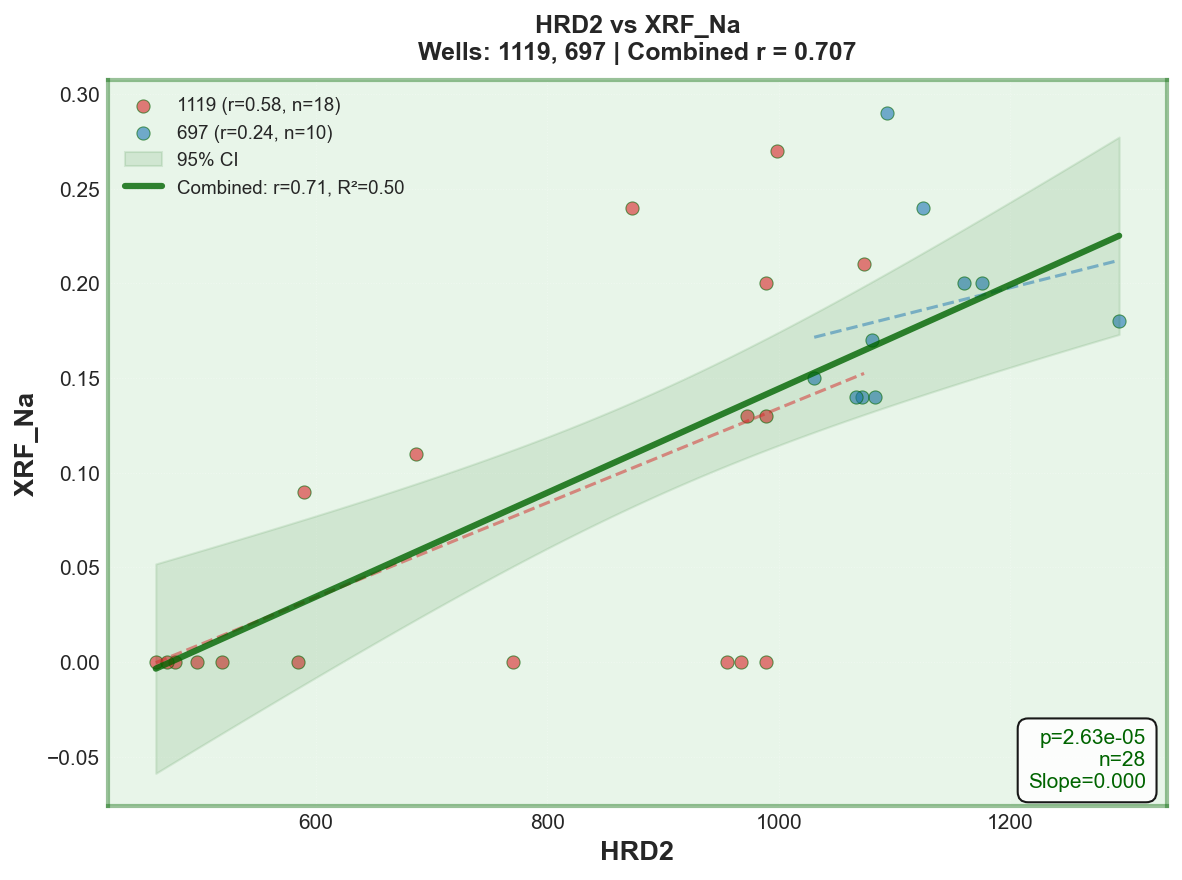 HRD2 vs XRF_Na
Wells: 1119, 697 | Combined r = 0.707
1119 (r=0.58, n=18)
697 (r=0.24, n=10)
95% CI
Combined: r=0.71, R²=0.50
0.30
0.25
0.20
0.15
0.10
0.05
0.00
−0.05
XRF_Na
p=2.63e-05
n=28
Slope=0.000
600
800
1000
1200
HRD2